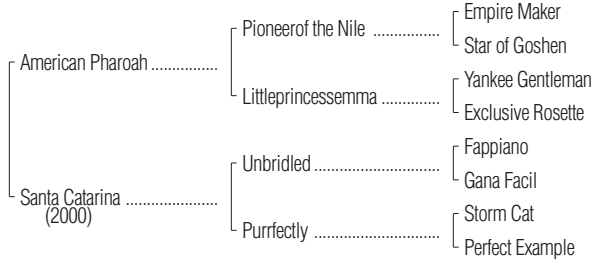 Empire Maker
Pioneerof the Nile ................
Star of Goshen
American Pharoah ................
Yankee Gentleman
Littleprincessemma ..............
Exclusive Rosette
Fappiano
Unbridled .............................
Gana Facil
Santa Catarina ......................
(2000)
Storm Cat
Purrfectly ..............................
Perfect Example